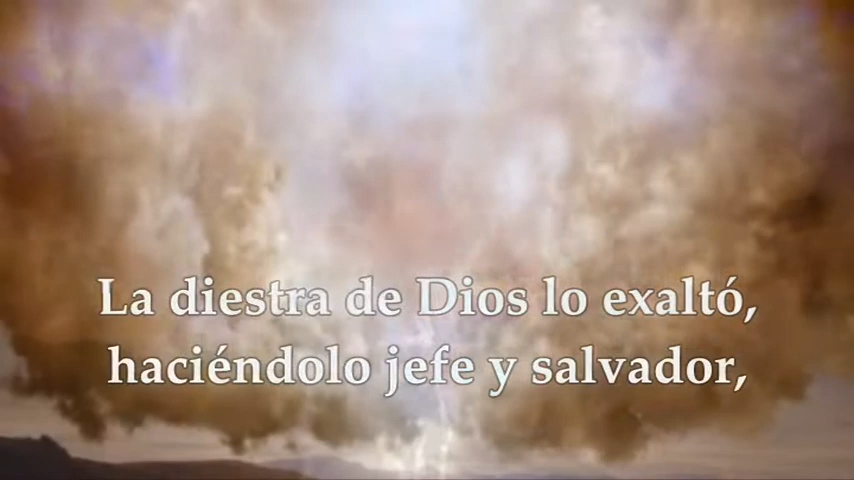 La diestra de Dios lo exaltó,
haciéndolo jefe y salvador,